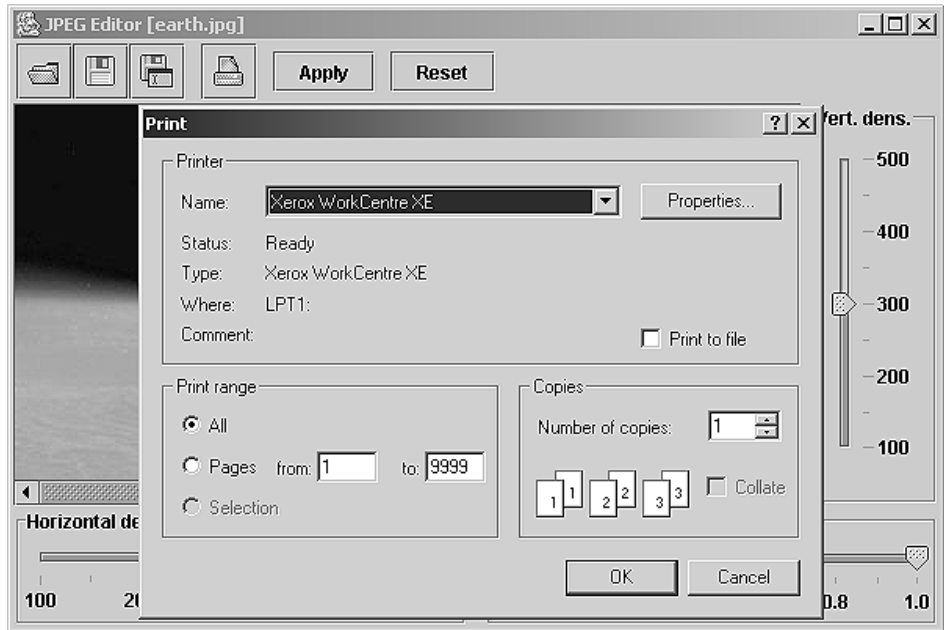 JPEG Editor [earth.jpg]
Apply Reset
Print
Printer
Name: Xerox WorkCentre XE Properties...
Status: Ready
Type: Xerox WorkCentre XE
Where: LPT1:
Comment:
Print to file
Print range
All
Pages from: 1 to: 9999
Selection
Copies
Number of copies: 1
1 1 2 2 3 3
Collate
OK Cancel
ert. dens.
500
400
300
200
100
Horizontal de
100 20
0.8 1.0